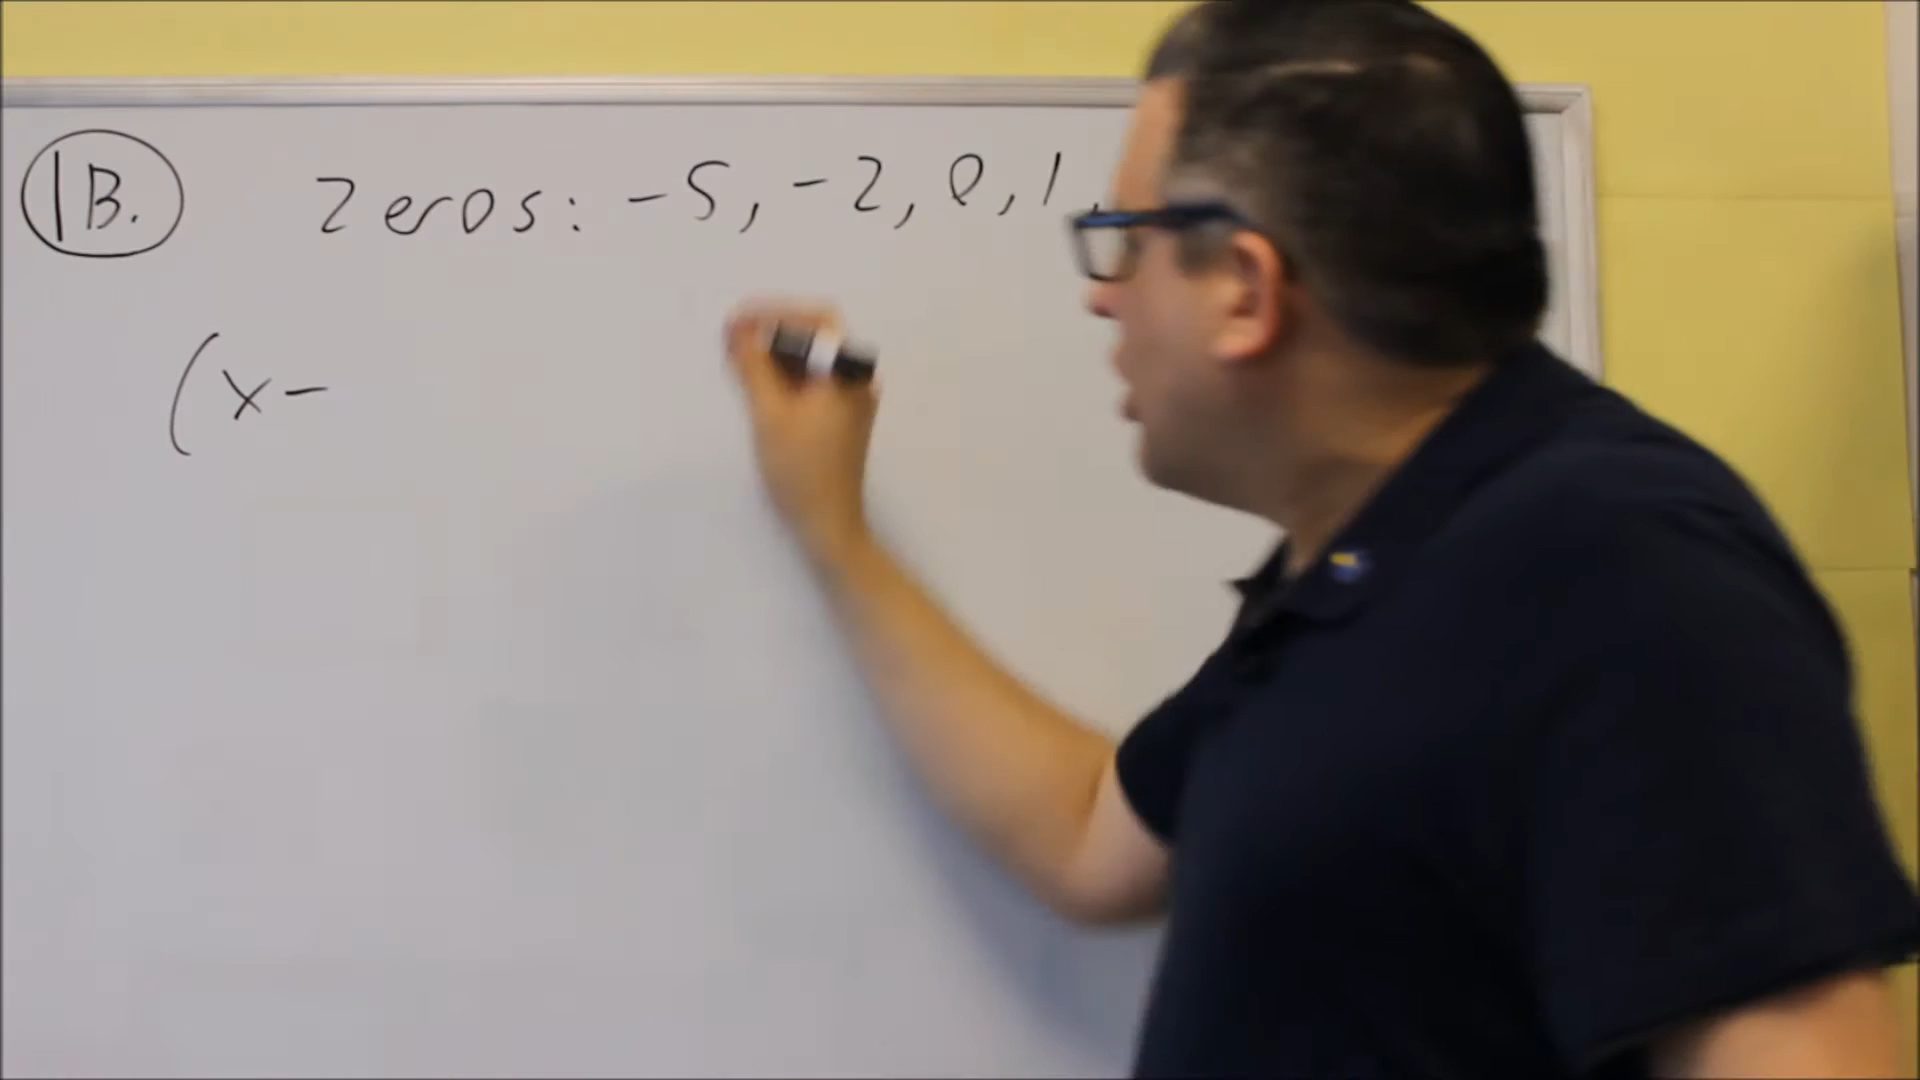 1B. Zeros: -5, -2, 0, 1,
(x-